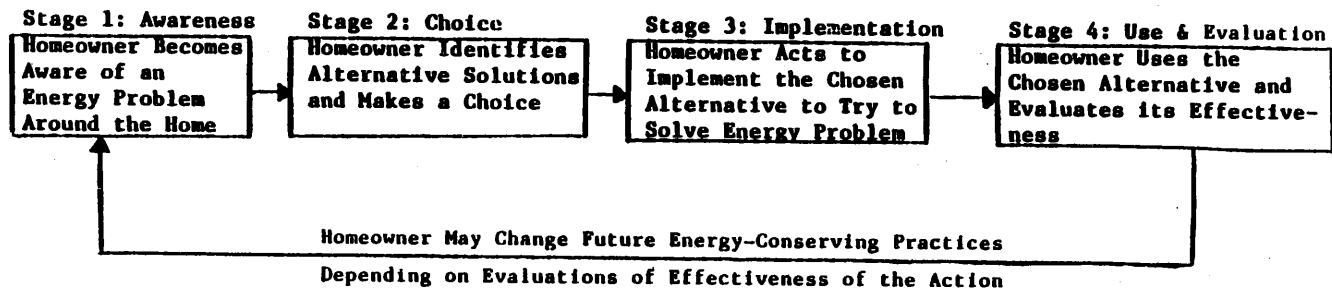 Stage 1: Awareness
Homeowner Becomes
Aware of an
Energy Problem
Around the Home
Stage 2: Choice
Homeowner Identifies
Alternative Solutions
and Makes a Choice
Stage 3: Implementation
Homeowner Acts to
Implement the Chosen
Alternative to Try to
Solve Energy Problem
Stage 4: Use & Evaluation
Homeowner Uses the
Chosen Alternative and
Evaluates its Effective-
ness
Homeowner May Change Future Energy-Conserving Practices
Depending on Evaluations of Effectiveness of the Action